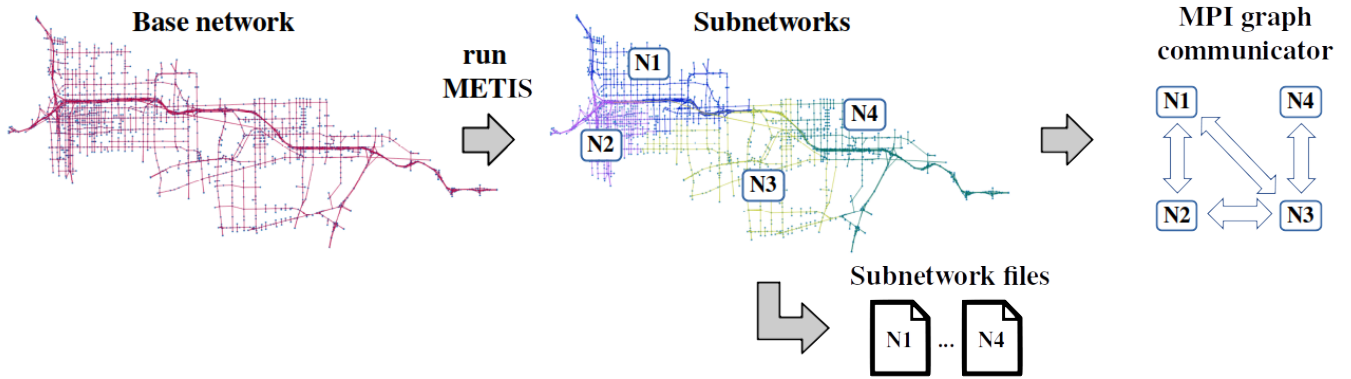 Base network
run
METIS
Subnetworks
N1
N2
N3
N4
MPI graph
communicator
N1
N4
N2
N3
Subnetwork files
N1 ... N4